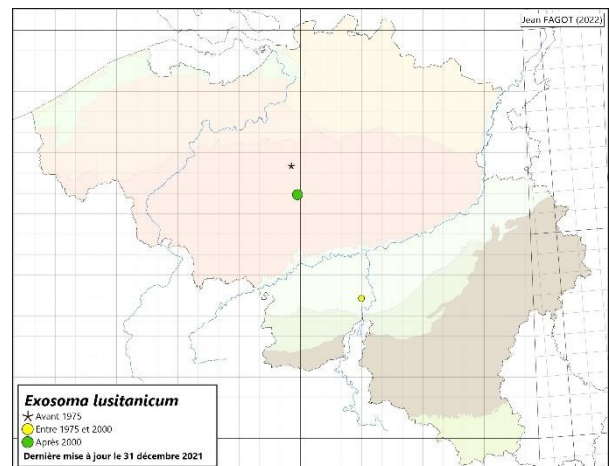 Jean FAGOT (2022)
Exosoma lusitanicum
Avant 1975
Entre 1975 et 2000
Après 2000
Dernière mise à jour le 31 décembre 2021